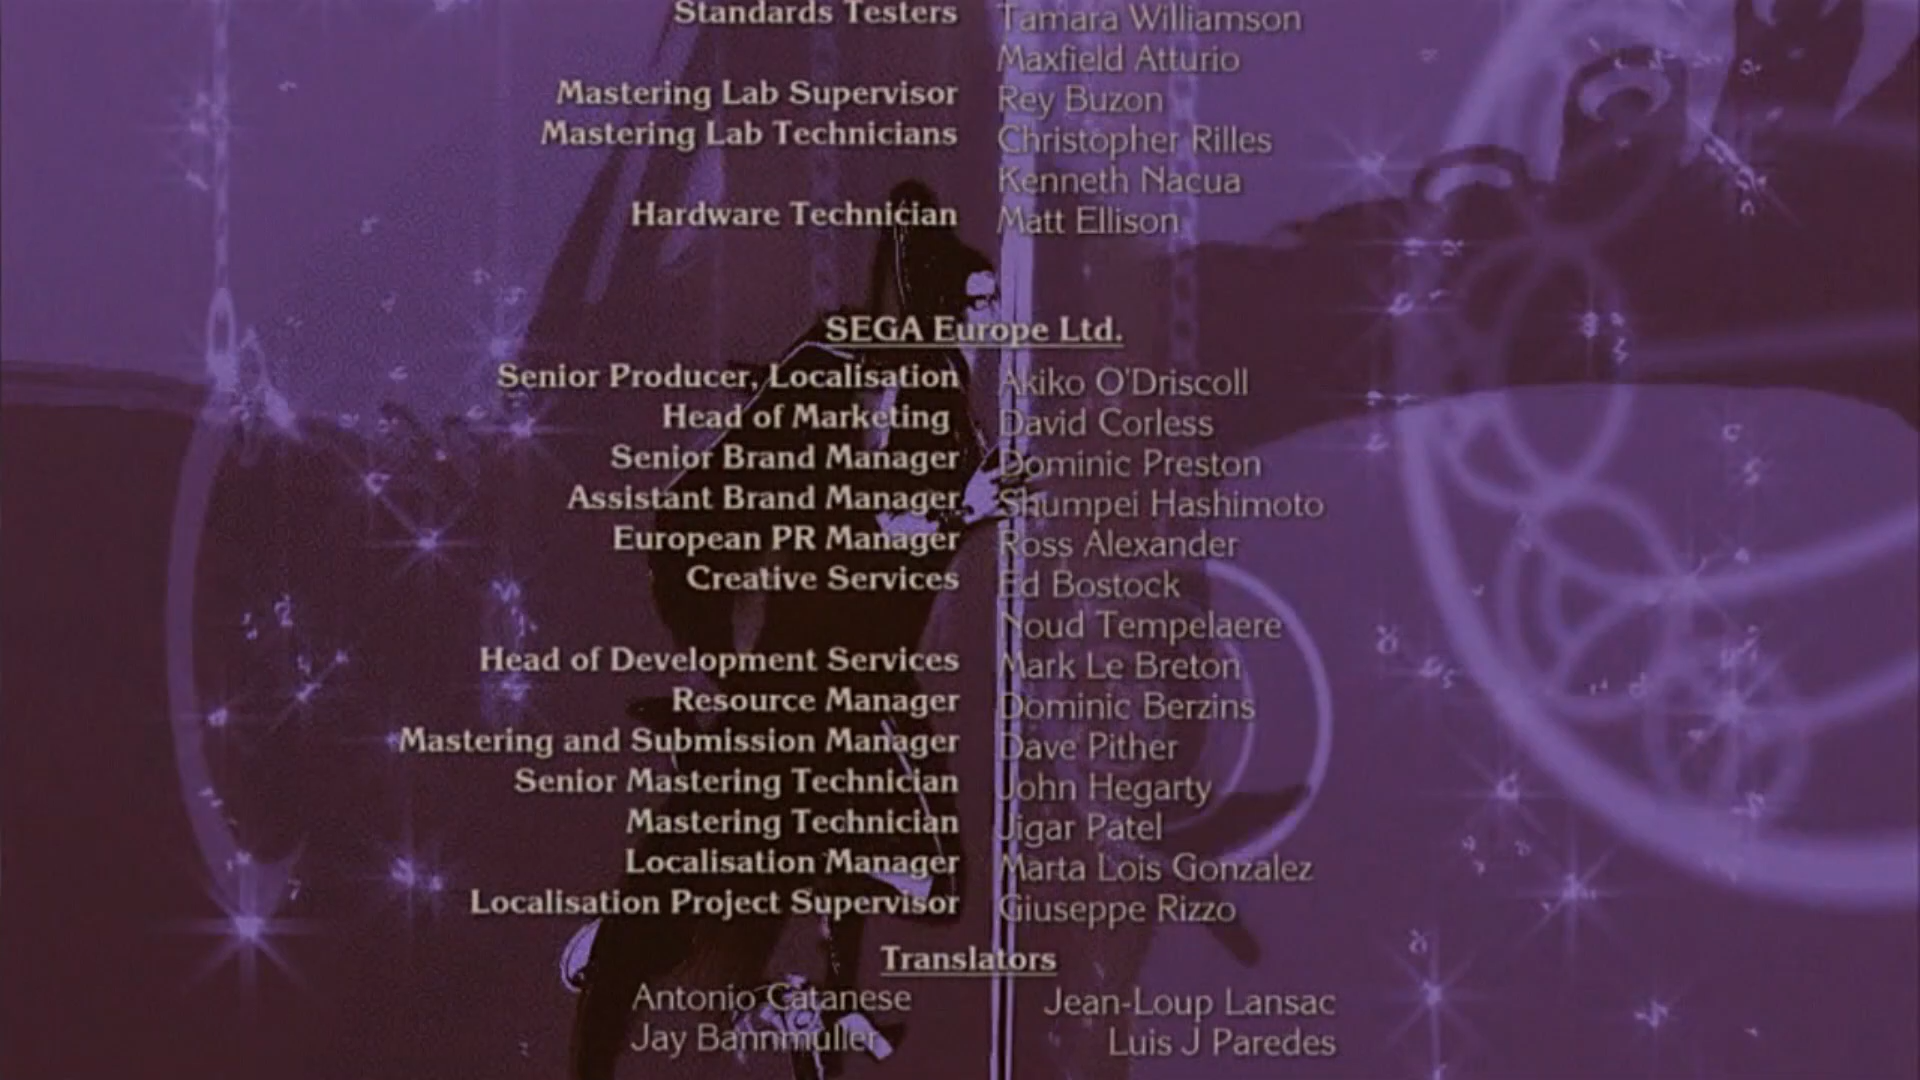 Standards Testers Tamara Williamson
Maxfield Atturio
Mastering Lab Supervisor Rey Buzon
Mastering Lab Technicians Christopher Rilles
Kenneth Nacua
Hardware Technician Matt Ellison
SEGA Europe Ltd.
Senior Producer, Localisation Akiko O'Driscoll
Head of Marketing David Corless
Senior Brand Manager Dominic Preston
Assistant Brand Manager Shumpei Hashimoto
European PR Manager Ross Alexander
Creative Services Ed Bostock
Noud Tempelaere
Head of Development Services Mark Le Breton
Resource Manager Dominic Berzins
Mastering and Submission Manager Dave Pither
Senior Mastering Technician John Hegarty
Mastering Technician Jigar Patel
Localisation Manager Marta Lois Gonzalez
Localisation Project Supervisor Giuseppe Rizzo
Translators
Antonio Catanese Jean-Loup Lansac
Jay Bannmuller Luis J Paredes